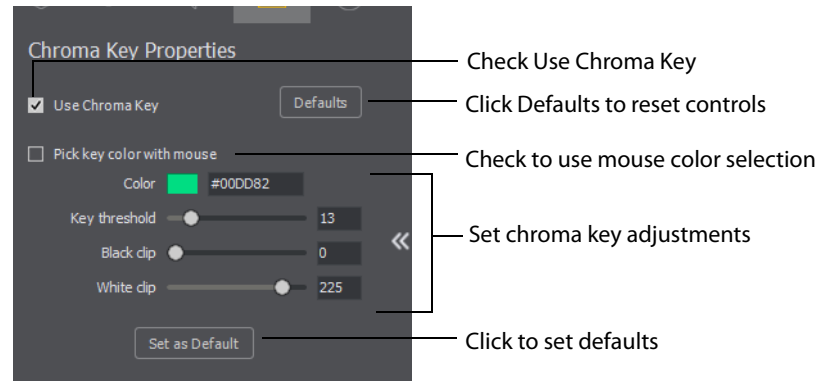 Chroma Key Properties
Check Use Chroma Key
Use Chroma Key
Defaults
Click Defaults to reset controls
Pick key color with mouse
Check to use mouse color selection
Color
#00DD82
Key threshold
13
Set chroma key adjustments
Black clip
0
White clip
225
Set as Default
Click to set defaults